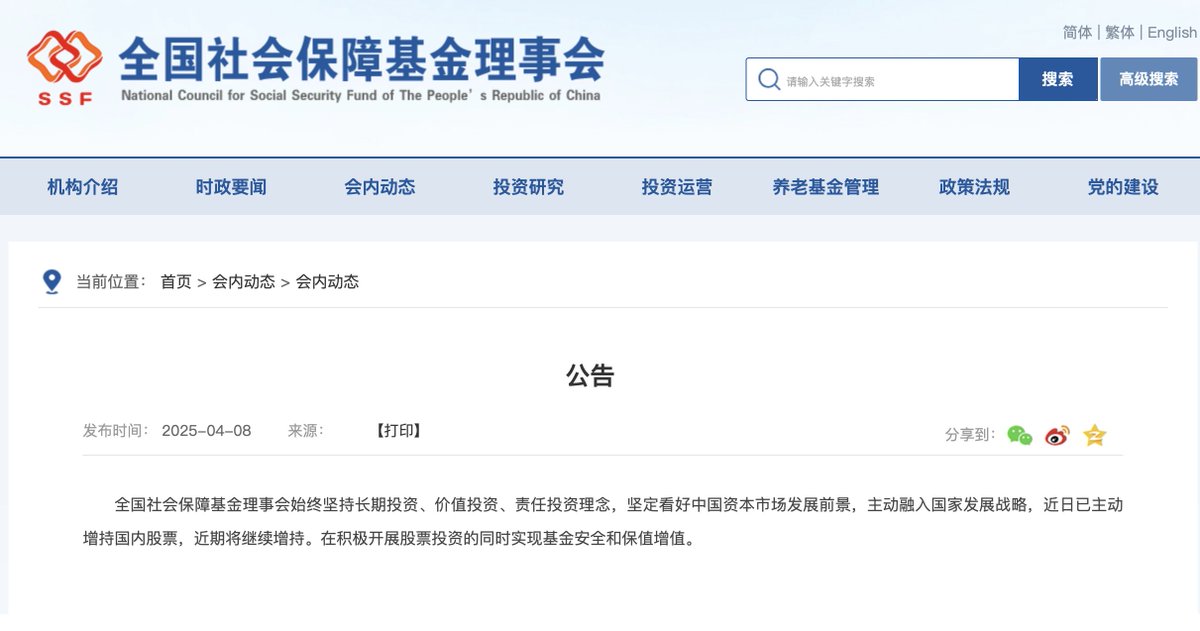 简体 | 繁体 | English
全国社会保障基金理事会
SSF
National Council for Social Security Fund of The People's Republic of China
请输入关键字搜索
搜索
高级搜索
机构介绍 时政要闻 会内动态 投资研究 投资运营 养老基金管理 政策法规 党的建设
当前位置： 首页 > 会内动态 > 会内动态
公告
发布时间： 2025-04-08 来源： 【打印】 分享到：
全国社会保障基金理事会始终坚持长期投资、价值投资、责任投资理念，坚定看好中国资本市场发展前景，主动融入国家发展战略，近日已主动
增持国内股票，近期将继续增持。在积极开展股票投资的同时实现基金安全和保值增值。